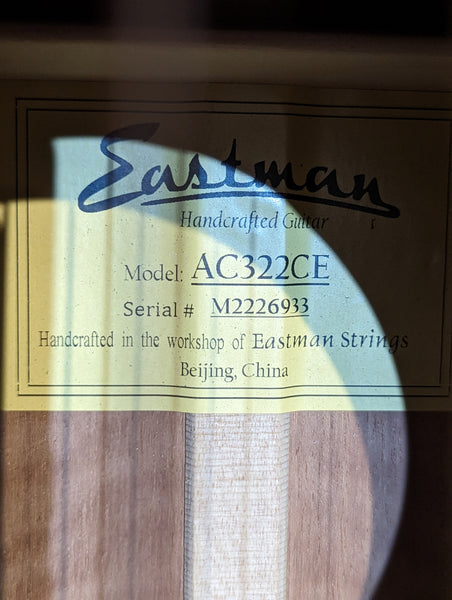 Eastman
Handcrafted Guitar
Model: AC322CE
Serial # M2226933
Handcrafted in the workshop of Eastman Strings
Beijing, China